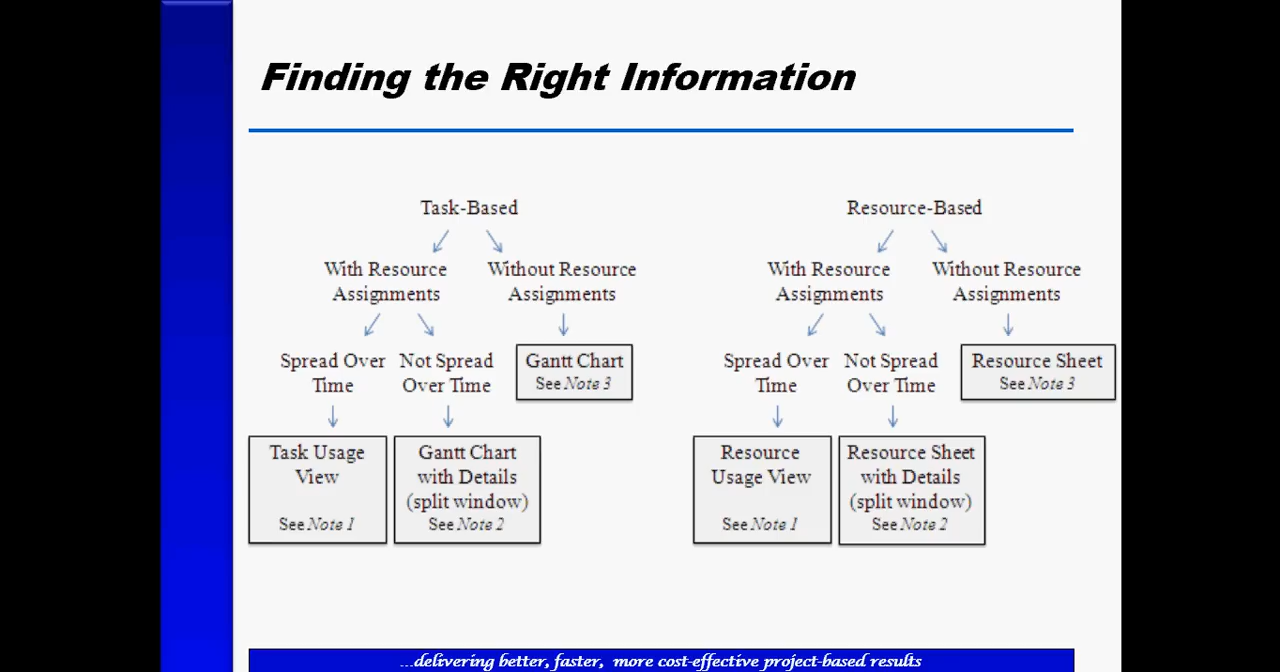 Finding the Right Information
Task-Based
With Resource
Assignments
Without Resource
Assignments
Spread Over
Time
Not Spread
Over Time
Gantt Chart
See Note 3
Task Usage
View
See Note 1
Gantt Chart
with Details
(split window)
See Note 2
Resource-Based
With Resource
Assignments
Without Resource
Assignments
Spread Over
Time
Not Spread
Over Time
Resource Sheet
See Note 3
Resource
Usage View
See Note 1
Resource Sheet
with Details
(split window)
See Note 2
...delivering better, faster, more cost-effective project-based results